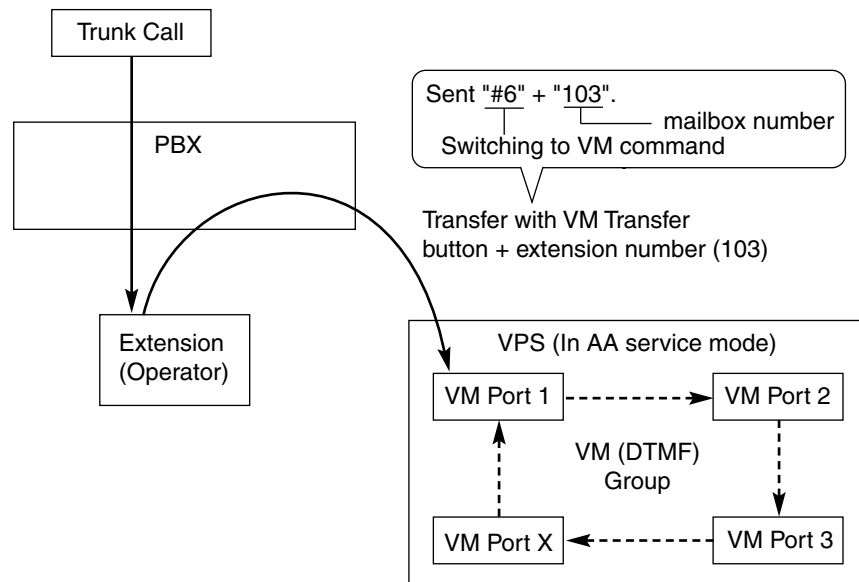 Trunk Call
PBX
Sent "#6" + "103".
mailbox number
Switching to VM command
Transfer with VM Transfer
button + extension number (103)
Extension
(Operator)
VPS (In AA service mode)
VM Port 1
VM Port 2
VM (DTMF)
Group
VM Port X
VM Port 3